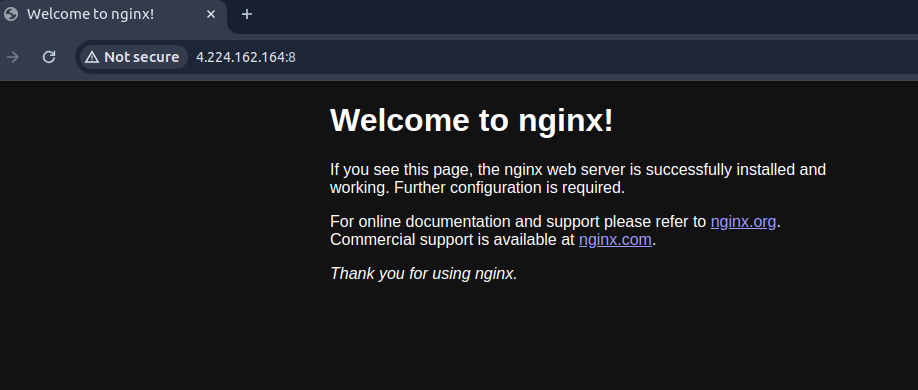 Welcome to nginx!
Not secure 4.224.162.164:8
Welcome to nginx!
If you see this page, the nginx web server is successfully installed and
working. Further configuration is required.
For online documentation and support please refer to nginx.org.
Commercial support is available at nginx.com.
Thank you for using nginx.